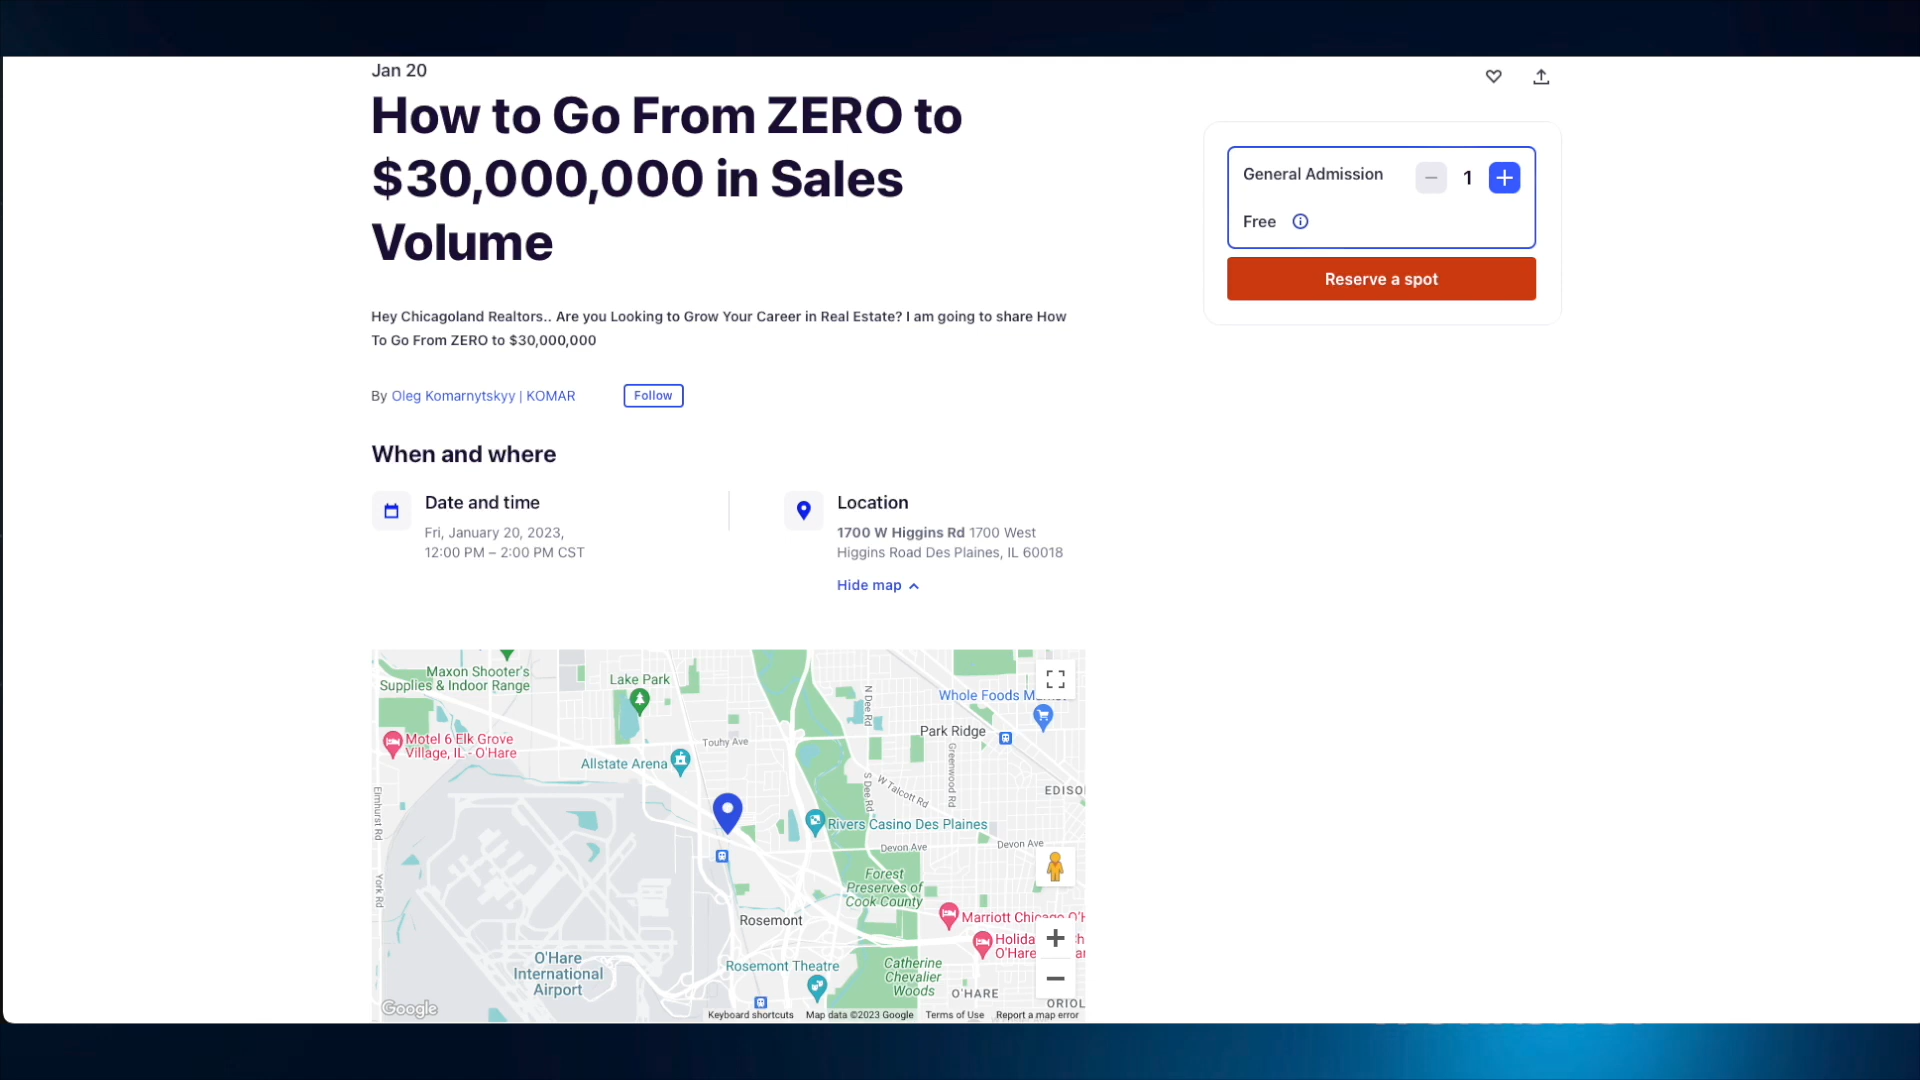 Jan 20
How to Go From ZERO to
$30,000,000 in Sales
Volume
Hey Chicagoland Realtors.. Are you Looking to Grow Your Career in Real Estate? I am going to share How
To Go From ZERO to $30,000,000
By Oleg Komarnytskyy | KOMAR
Follow
General Admission
1
Free
Reserve a spot
When and where
Date and time
Fri, January 20, 2023,
12:00 PM – 2:00 PM CST
Location
1700 W Higgins Rd 1700 West
Higgins Road Des Plaines, IL 60018
Hide map
Maxon Shooter's
Supplies & Indoor Range
Lake Park
N Dee Rd
Whole Foods M
Park Ridge
Motel 6 Elk Grove
Village, IL - O'Hare
Touhy Ave
Allstate Arena
Greenwood Rd
S Dee Rd
W Talcott Rd
EDISO
Elmhurst Rd
Rivers Casino Des Plaines
Devon Ave
Devon Ave
Forest
Preserves of
Cook County
York Rd
Rosemont
Marriott Chicago O'H
Holida
O'Hare
O'Hare
International
Airport
Rosemont Theatre
Catherine
Chevalier
Woods
O'HARE
ORIOL
Google
Keyboard shortcuts
Map data ©2023 Google
Terms of Use
Report a map error